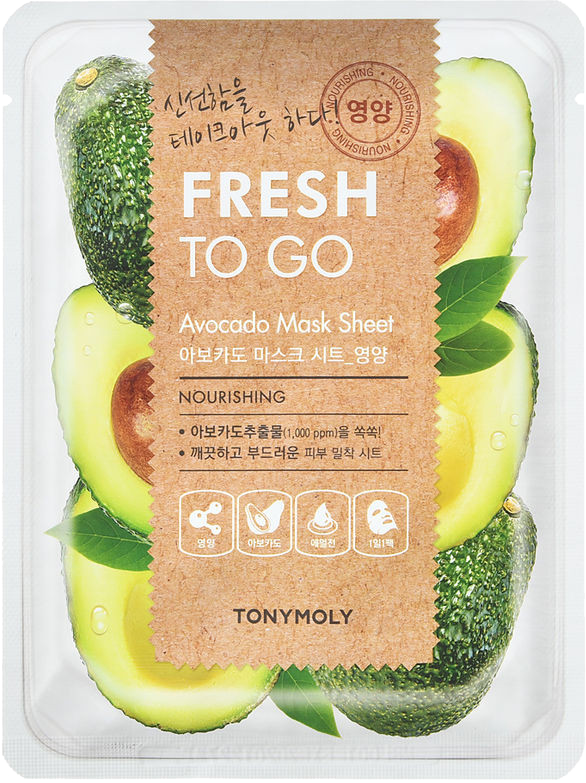 신선함을
테이크아웃 하다!
NOURISHING • NOURISHING • NOURISHING •
영양
FRESH
TO GO
Avocado Mask Sheet
아보카도 마스크 시트_영양
NOURISHING
• 아보카도추출물(1,000 ppm)을 쏙쏙!
• 깨끗하고 부드러운 피부 밀착 시트
영양
아보카도
에멀전
1일1팩
TONYMOLY